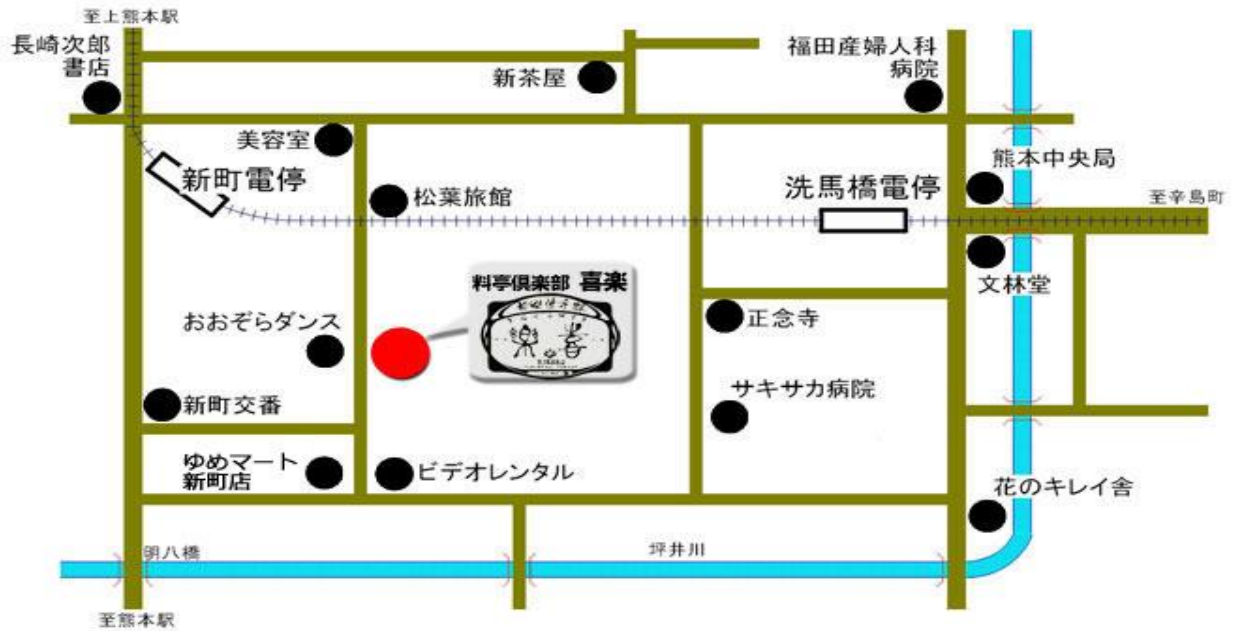 至上熊本駅
長崎次郎
書店
新茶屋
福田産婦人科
病院
美容室
新町電停
松葉旅館
洗馬橋電停
熊本中央局
至辛島町
文林堂
料亭倶楽部 喜楽
おおぞらダンス
正念寺
新町交番
サキサカ病院
ゆめマート
新町店
ビデオレンタル
花のキレイ舎
明八橋
坪井川
至熊本駅